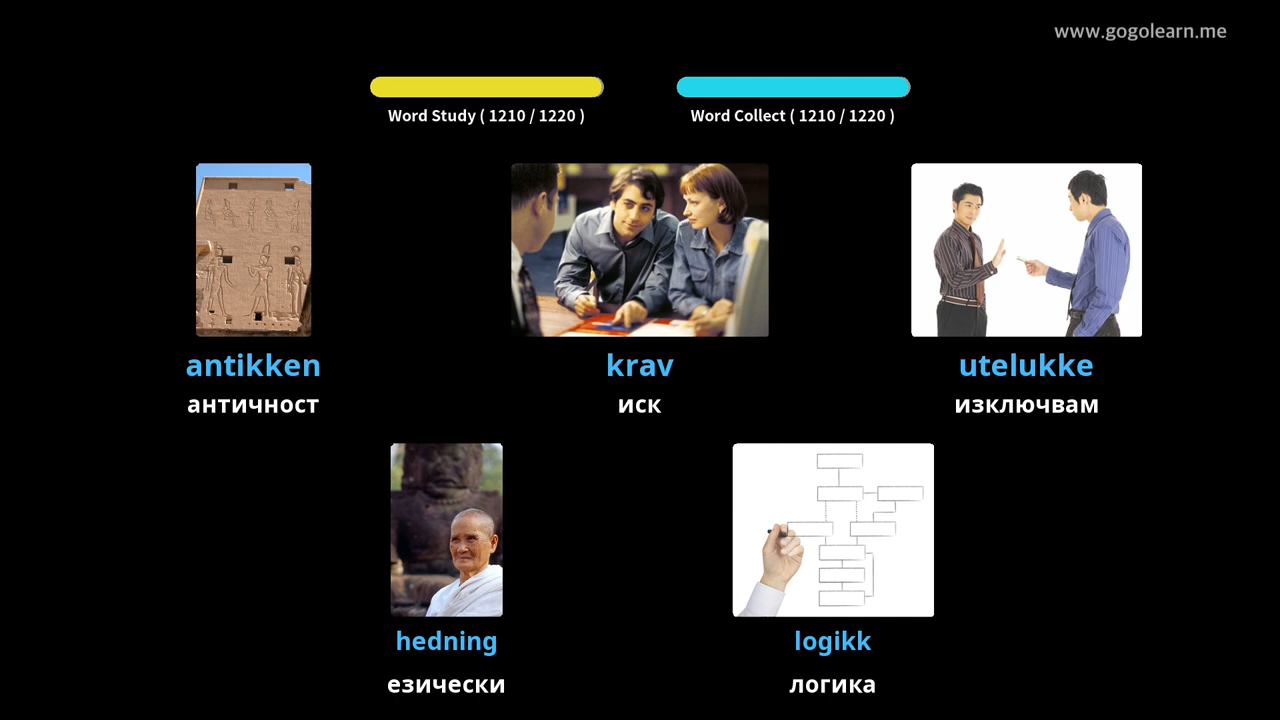 www.gogolearn.me
Word Study ( 1210 / 1220 )
Word Collect ( 1210 / 1220 )
antikken
античност
krav
иск
utelukke
изключвам
hedning
езически
logikk
логика